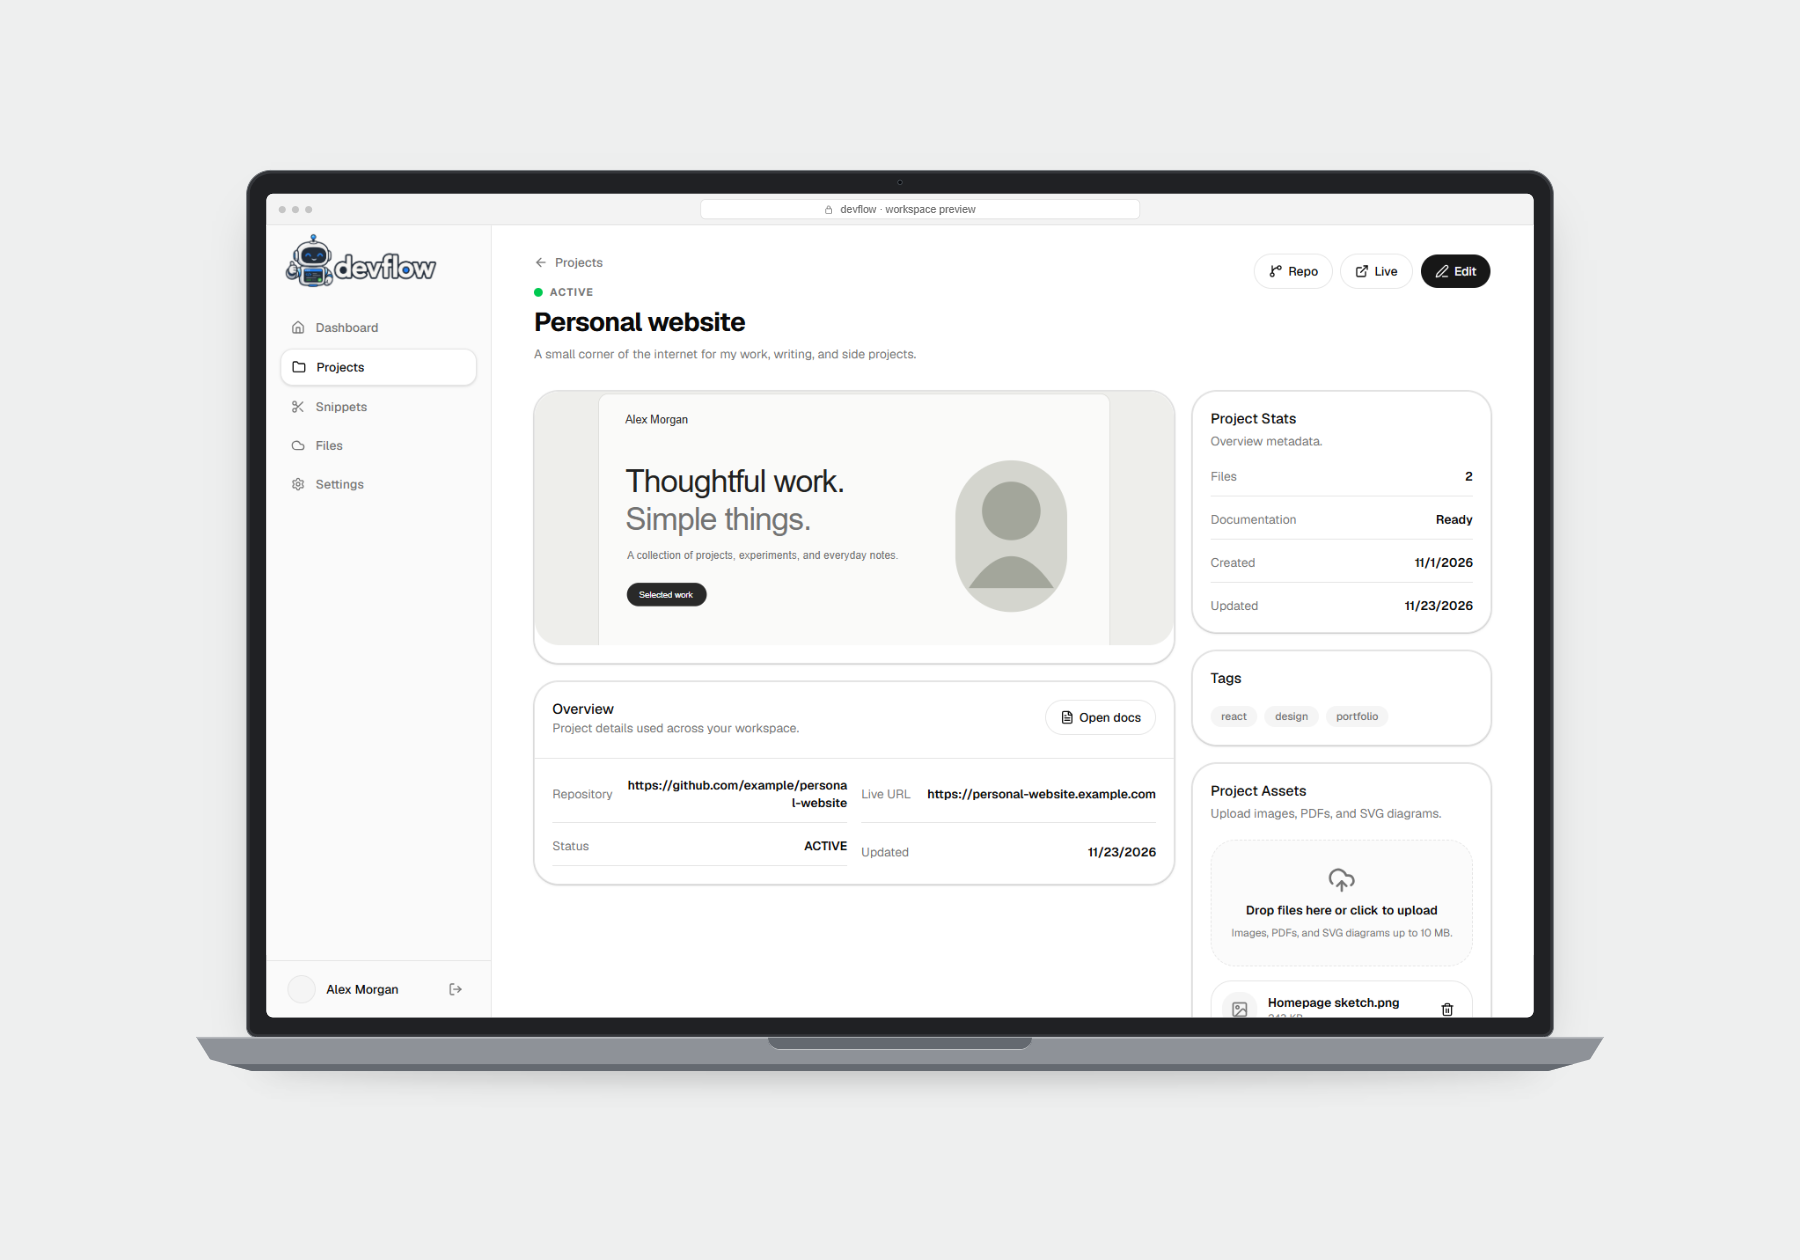 devflow · workspace preview
devflow
Dashboard
Projects
Snippets
Files
Settings
Alex Morgan
Projects
ACTIVE
Personal website
A small corner of the internet for my work, writing, and side projects.
Repo
Live
Edit
Alex Morgan
Thoughtful work.
Simple things.
A collection of projects, experiments, and everyday notes.
Selected work
Overview
Project details used across your workspace.
Open docs
Repository
https://github.com/example/persona
l-website
Live URL
https://personal-website.example.com
Status
ACTIVE
Updated
11/23/2026
Project Stats
Overview metadata.
Files
2
Documentation
Ready
Created
11/1/2026
Updated
11/23/2026
Tags
react
design
portfolio
Project Assets
Upload images, PDFs, and SVG diagrams.
Drop files here or click to upload
Images, PDFs, and SVG diagrams up to 10 MB.
Homepage sketch.png